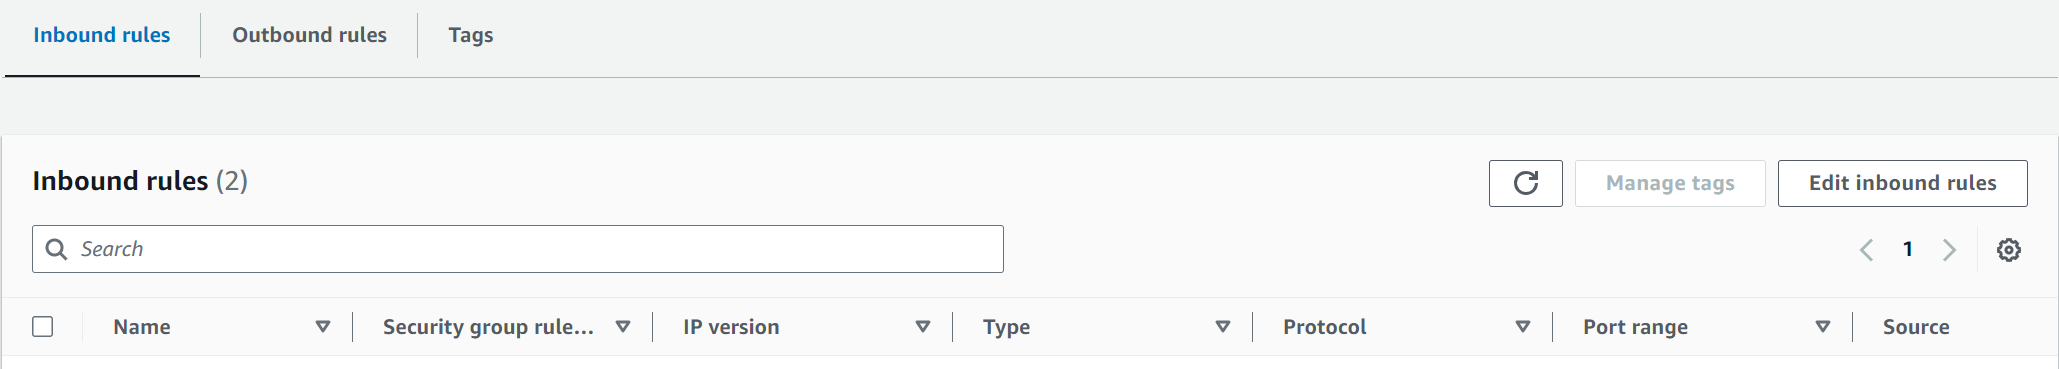 Inbound rules Outbound rules Tags
Inbound rules (2) Manage tags Edit inbound rules
Search 1
Name Security group rule... IP version Type Protocol Port range Source